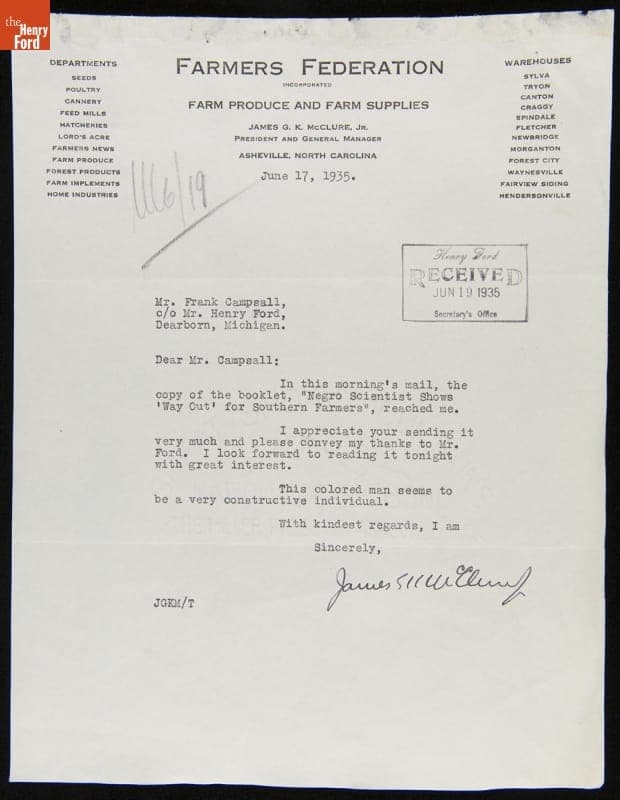 the
Henry
Ford
DEPARTMENTS
SEEDS
POULTRY
CANNERY
FEED MILLS
HATCHERIES
LORD'S ACRE
FARMERS NEWS
FARM PRODUCE
FOREST PRODUCTS
FARM IMPLEMENTS
HOME INDUSTRIES
FARMERS FEDERATION
INCORPORATED
FARM PRODUCE AND FARM SUPPLIES
JAMES G. K. McCLURE, JR.
PRESIDENT AND GENERAL MANAGER
ASHEVILLE, NORTH CAROLINA
WAREHOUSES
SYLVA
TRYON
CANTON
CRAGGY
SPINDALE
FLETCHER
NEWBRIDGE
MORGANTON
FOREST CITY
WAYNESVILLE
FAIRVIEW SIDING
HENDERSONVILLE
June 17, 1935.
6/19
Henry Ford
RECEIVED
JUN 19 1935
Secretary's Office
Mr. Frank Campsall,
c/o Mr. Henry Ford,
Dearborn, Michigan.
Dear Mr. Campsall:
In this morning's mail, the
copy of the booklet, "Negro Scientist Shows
'Way Out' for Southern Farmers", reached me.
I appreciate your sending it
very much and please convey my thanks to Mr.
Ford. I look forward to reading it tonight
with great interest.
This colored man seems to
be a very constructive individual.
With kindest regards, I am
Sincerely,
James G K McClure Jr
JGKM/T